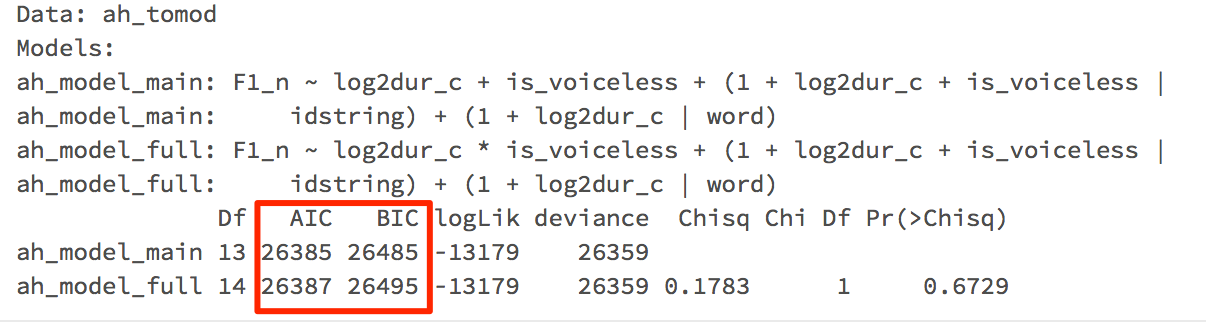 Data: ah_tomod
Models:
ah_model_main: F1_n ~ log2dur_c + is_voiceless + (1 + log2dur_c + is_voiceless |
ah_model_main:     idstring) + (1 + log2dur_c | word)
ah_model_full: F1_n ~ log2dur_c * is_voiceless + (1 + log2dur_c + is_voiceless |
ah_model_full:     idstring) + (1 + log2dur_c | word)
              Df   AIC   BIC logLik deviance  Chisq Chi Df Pr(>Chisq)
ah_model_main 13 26385 26485 -13179    26359
ah_model_full 14 26387 26495 -13179    26359 0.1783      1     0.6729